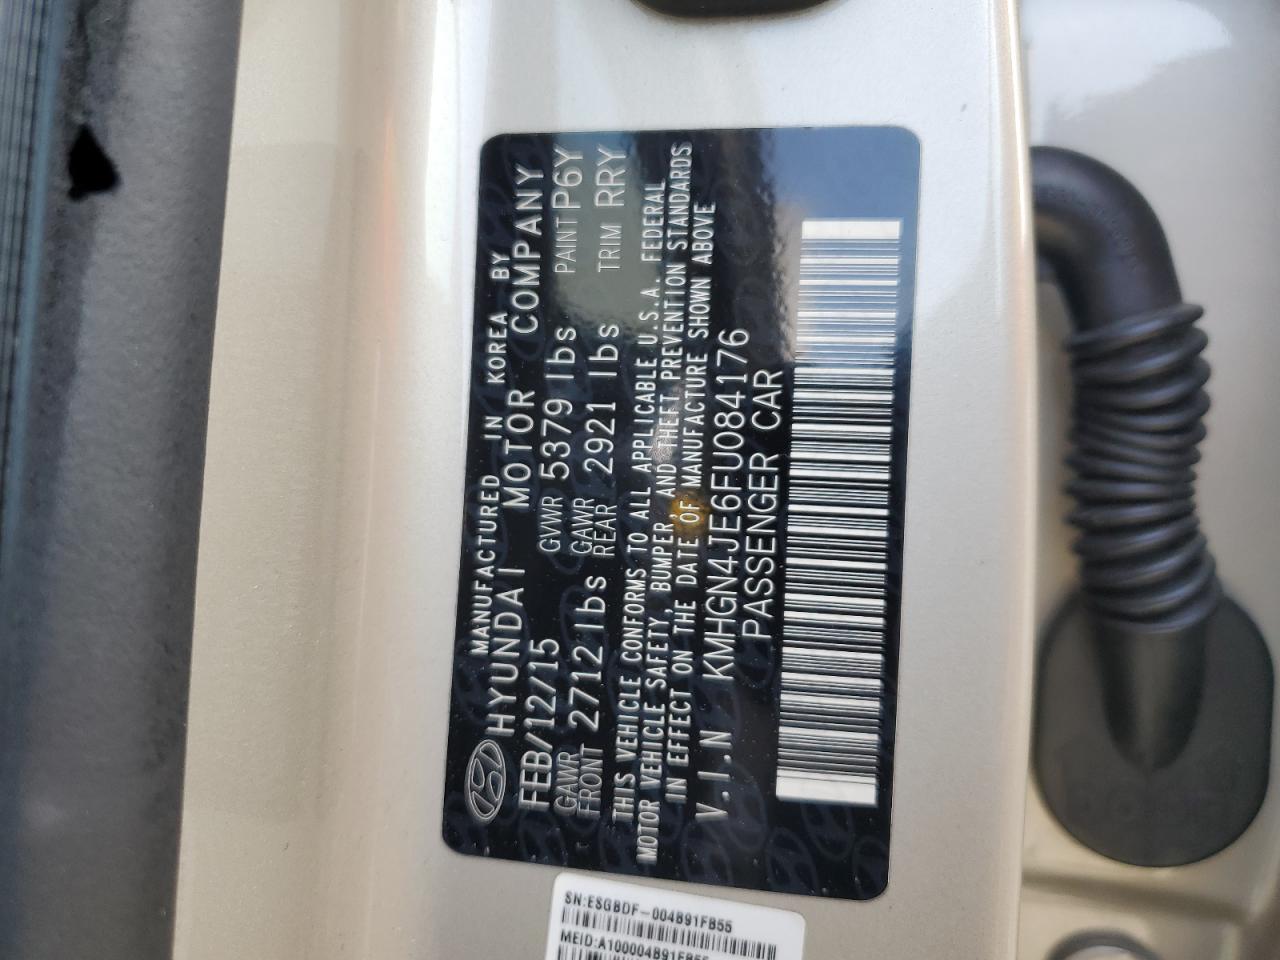 MANUFACTURED IN KOREA BY
HYUNDAI MOTOR COMPANY
FEB/12/15 GVWR 5379 lbs PAINT P6Y
GAWR FRONT 2712 lbs GAWR REAR 2921 lbs TRIM RRY
THIS VEHICLE CONFORMS TO ALL APPLICABLE U.S.A. FEDERAL
MOTOR VEHICLE SAFETY, BUMPER, AND THEFT PREVENTION STANDARDS
IN EFFECT ON THE DATE OF MANUFACTURE SHOWN ABOVE
V.I.N KMHGN4JE6FU084176
PASSENGER CAR
SN:ESGBDF-004B91FB55
MEID:A100004B91FB55